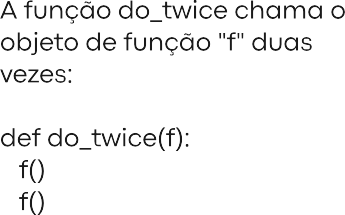 A função do_twice chama o
objeto de função "f" duas
vezes:

def do_twice(f):
   f()
   f()